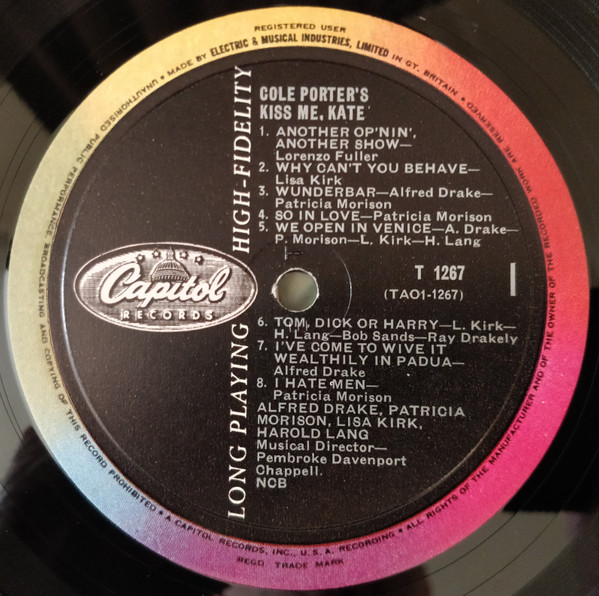 REGISTERED USER
UNAUTHORISED PUBLIC PERFORMANCE, BROADCASTING AND COPYING OF THIS RECORD PROHIBITED • A CAPITOL RECORDS, INC., U.S.A. RECORDING • ALL RIGHTS OF THE MANUFACTURER AND OF THE OWNER OF THE RECORDED WORK ARE RESERVED
• MADE BY ELECTRIC & MUSICAL INDUSTRIES, LIMITED IN GT. BRITAIN •
LONG PLAYING HIGH-FIDELITY
COLE PORTER'S
KISS ME, KATE
1. ANOTHER OP'NIN',
ANOTHER SHOW—
Lorenzo Fuller
2. WHY CAN'T YOU BEHAVE—
Lisa Kirk
3. WUNDERBAR—Alfred Drake—
Patricia Morison
4. SO IN LOVE—Patricia Morison
5. WE OPEN IN VENICE—A. Drake—
P. Morison—L. Kirk—H. Lang
Capitol
RECORDS
T 1267
(TAO1-1267)
1
6. TOM, DICK OR HARRY—L. Kirk—
H. Lang—Bob Sands—Ray Drakely
7. I'VE COME TO WIVE IT
WEALTHILY IN PADUA—
Alfred Drake
8. I HATE MEN—
Patricia Morison
ALFRED DRAKE, PATRICIA
MORISON, LISA KIRK,
HAROLD LANG
Musical Director—
Pembroke Davenport
Chappell.
NCB
REGD. TRADE MARK